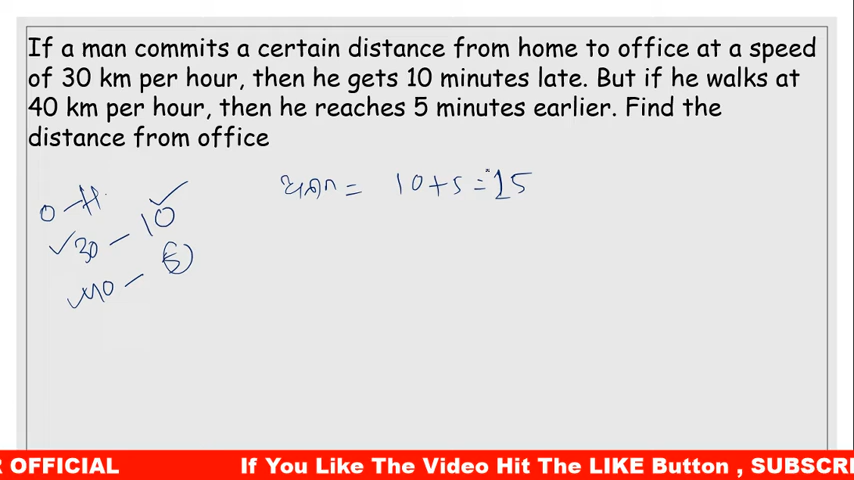 If a man commits a certain distance from home to office at a speed
of 30 km per hour, then he gets 10 minutes late. But if he walks at
40 km per hour, then he reaches 5 minutes earlier. Find the
distance from office
O - H
30 - 10
40 - 5
= 10 + 5 = 15
R OFFICIAL If You Like The Video Hit The LIKE Button , SUBSCR